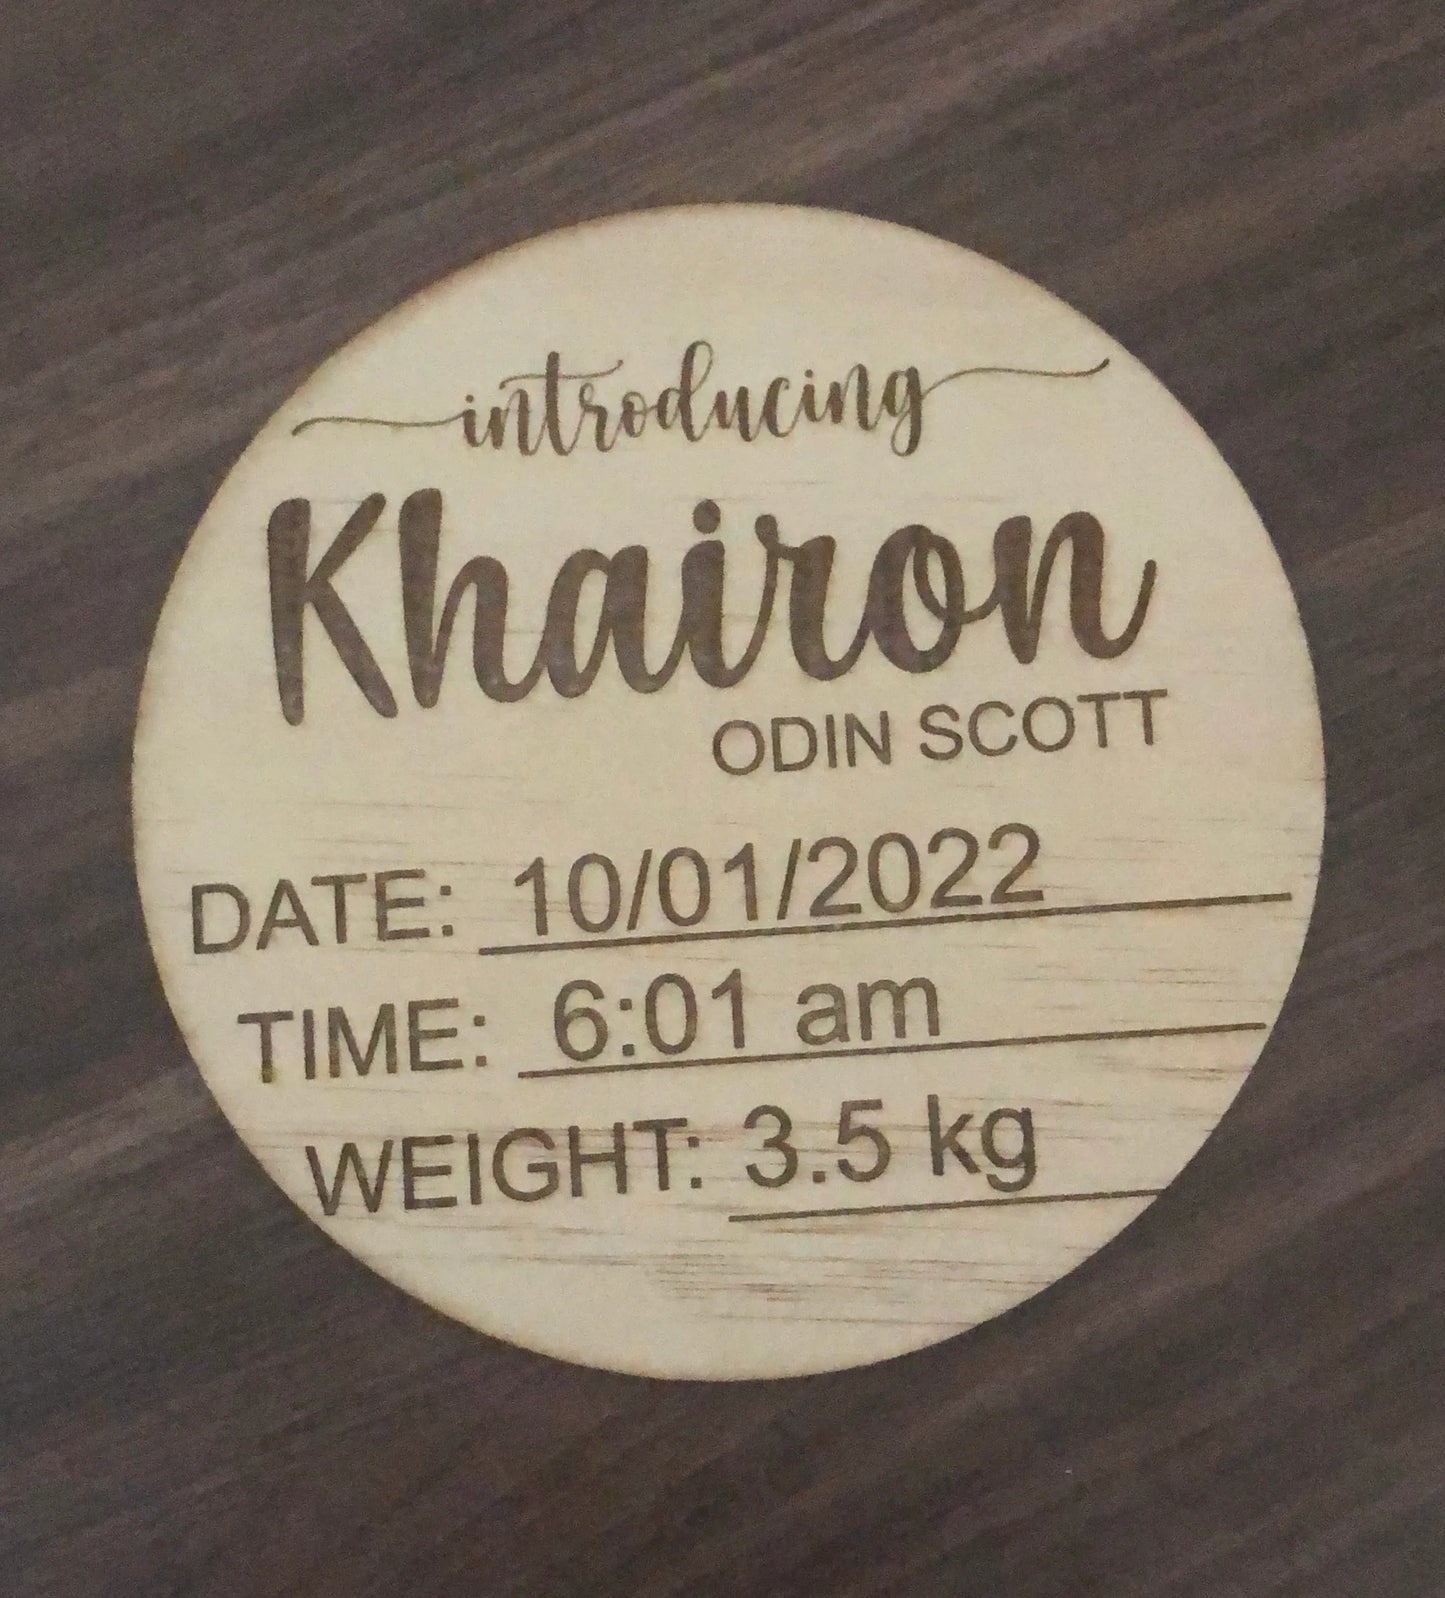 introducing
Khairon
ODIN SCOTT
DATE: 10/01/2022
TIME: 6:01 am
WEIGHT: 3.5 kg